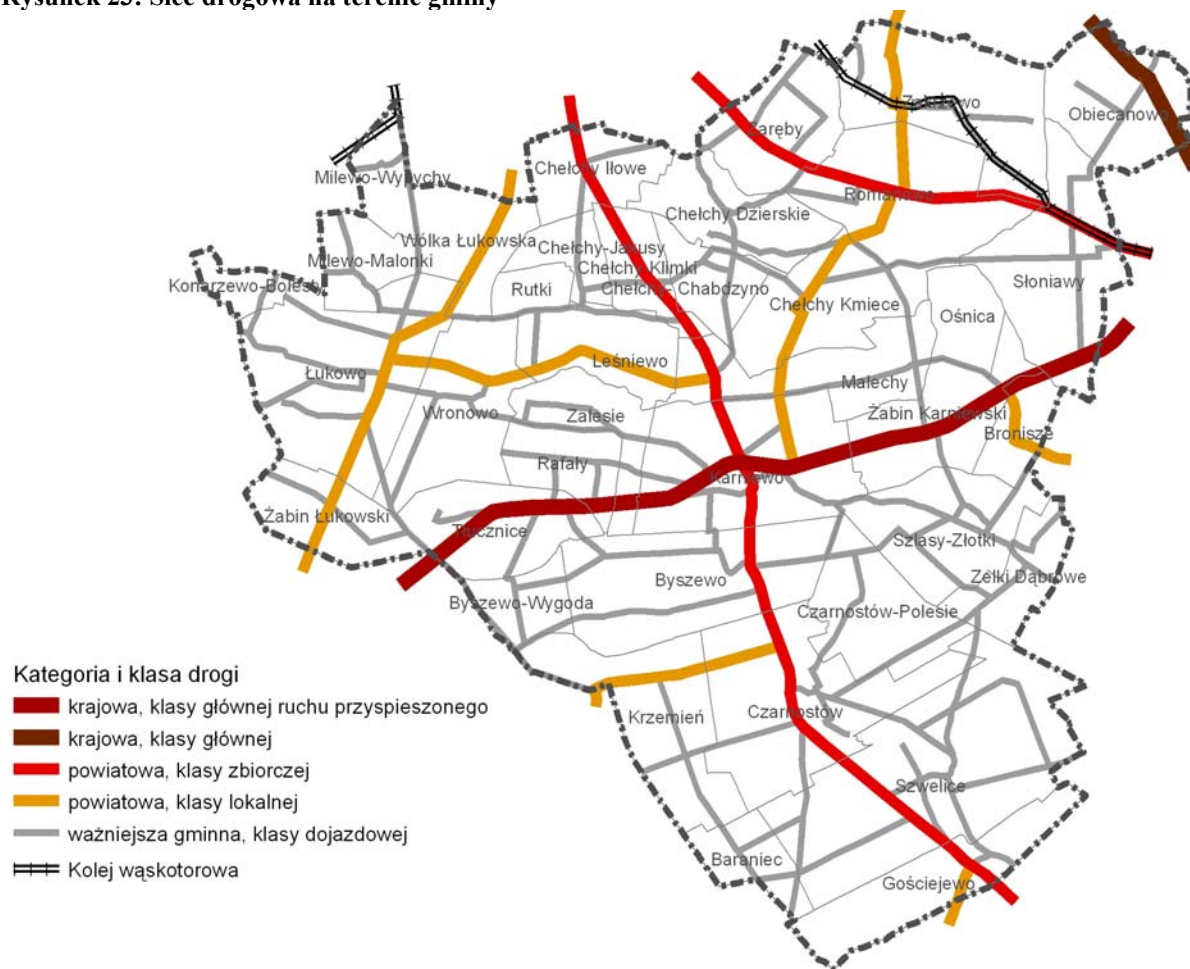 Rysunek 23: Sieć drogowa na terenie gminy
Zaręby
Obiecanowo
Chełchy Iłowe
Milewo-Wypychy
Romanowo
Chełchy Dzierskie
Wólka Łukowska
Chełchy-Jakusy
Milewo-Malonki
Chełchy-Klimki
Słoniawy
Konarzewo-Bolesty
Rutki
Chełchy- Chabdzyno
Chełchy Kmiece
Ośnica
Leśniewo
Łukowo
Malechy
Wronowo
Zalesie
Żabin Karniewski
Bronisze
Rafały
Karniewo
Żabin Łukowski
Tłucznice
Szlasy-Złotki
Byszewo
Zelki Dąbrowe
Byszewo-Wygoda
Czarnostów-Polesie
Krzemień
Czarnostów
Szwelice
Baraniec
Gościejewo
Kategoria i klasa drogi
krajowa, klasy głównej ruchu przyspieszonego
krajowa, klasy głównej
powiatowa, klasy zbiorczej
powiatowa, klasy lokalnej
ważniejsza gminna, klasy dojazdowej
Kolej wąskotorowa